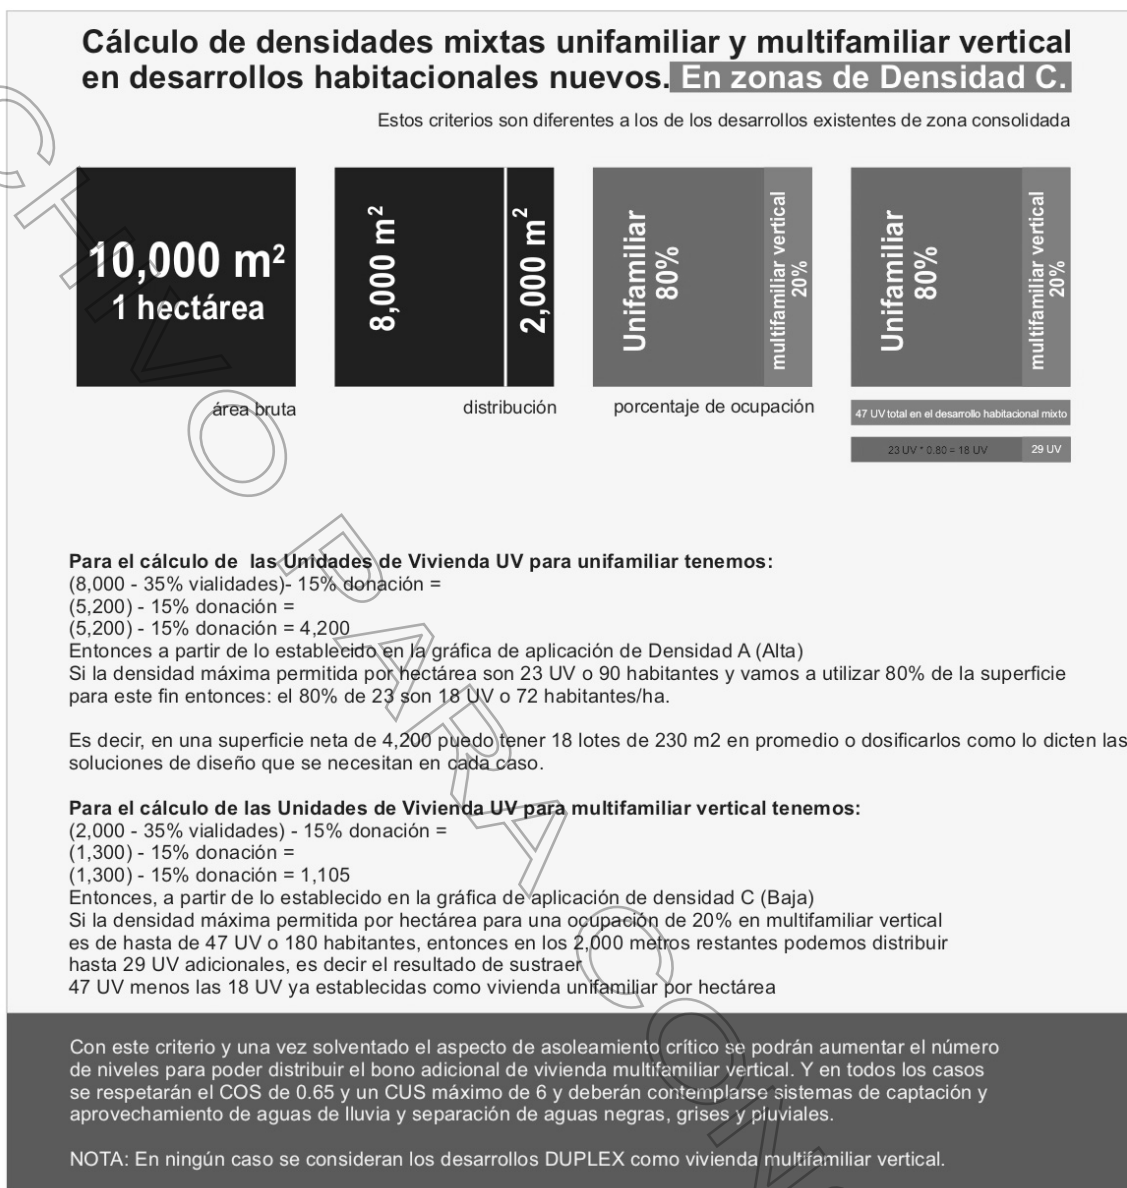 Cálculo de densidades mixtas unifamiliar y multifamiliar vertical
en desarrollos habitacionales nuevos. En zonas de Densidad C.
Estos criterios son diferentes a los de los desarrollos existentes de zona consolidada
10,000 m²
1 hectárea
área bruta
8,000 m²
2,000 m²
distribución
Unifamiliar
80%
multifamiliar vertical
20%
porcentaje de ocupación
Unifamiliar
80%
multifamiliar vertical
20%
47 UV total en el desarrollo habitacional mixto
23 UV * 0.80 = 18 UV
29 UV
Para el cálculo de las Unidades de Vivienda UV para unifamiliar tenemos:
(8,000 - 35% vialidades)- 15% donación =
(5,200) - 15% donación =
(5,200) - 15% donación = 4,200
Entonces a partir de lo establecido en la gráfica de aplicación de Densidad A (Alta)
Si la densidad máxima permitida por hectárea son 23 UV o 90 habitantes y vamos a utilizar 80% de la superficie
para este fin entonces: el 80% de 23 son 18 UV o 72 habitantes/ha.
Es decir, en una superficie neta de 4,200 puedo tener 18 lotes de 230 m2 en promedio o dosificarlos como lo dicten las
soluciones de diseño que se necesitan en cada caso.
Para el cálculo de las Unidades de Vivienda UV para multifamiliar vertical tenemos:
(2,000 - 35% vialidades) - 15% donación =
(1,300) - 15% donación =
(1,300) - 15% donación = 1,105
Entonces, a partir de lo establecido en la gráfica de aplicación de densidad C (Baja)
Si la densidad máxima permitida por hectárea para una ocupación de 20% en multifamiliar vertical
es de hasta de 47 UV o 180 habitantes, entonces en los 2,000 metros restantes podemos distribuir
hasta 29 UV adicionales, es decir el resultado de sustraer
47 UV menos las 18 UV ya establecidas como vivienda unifamiliar por hectárea
Con este criterio y una vez solventado el aspecto de asoleamiento crítico se podrán aumentar el número
de niveles para poder distribuir el bono adicional de vivienda multifamiliar vertical. Y en todos los casos
se respetarán el COS de 0.65 y un CUS máximo de 6 y deberán contemplarse sistemas de captación y
aprovechamiento de aguas de lluvia y separación de aguas negras, grises y pluviales.
NOTA: En ningún caso se consideran los desarrollos DUPLEX como vivienda multifamiliar vertical.
CHIVO PARA CON